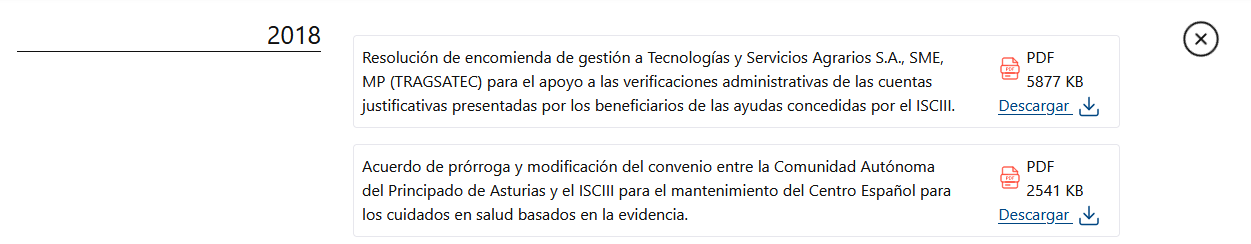 2018
Resolución de encomienda de gestión a Tecnologías y Servicios Agrarios S.A., SME,
MP (TRAGSATEC) para el apoyo a las verificaciones administrativas de las cuentas
justificativas presentadas por los beneficiarios de las ayudas concedidas por el ISCIII.
PDF
PDF
5877 KB
Descargar
Acuerdo de prórroga y modificación del convenio entre la Comunidad Autónoma
del Principado de Asturias y el ISCIII para el mantenimiento del Centro Español para
los cuidados en salud basados en la evidencia.
PDF
PDF
2541 KB
Descargar